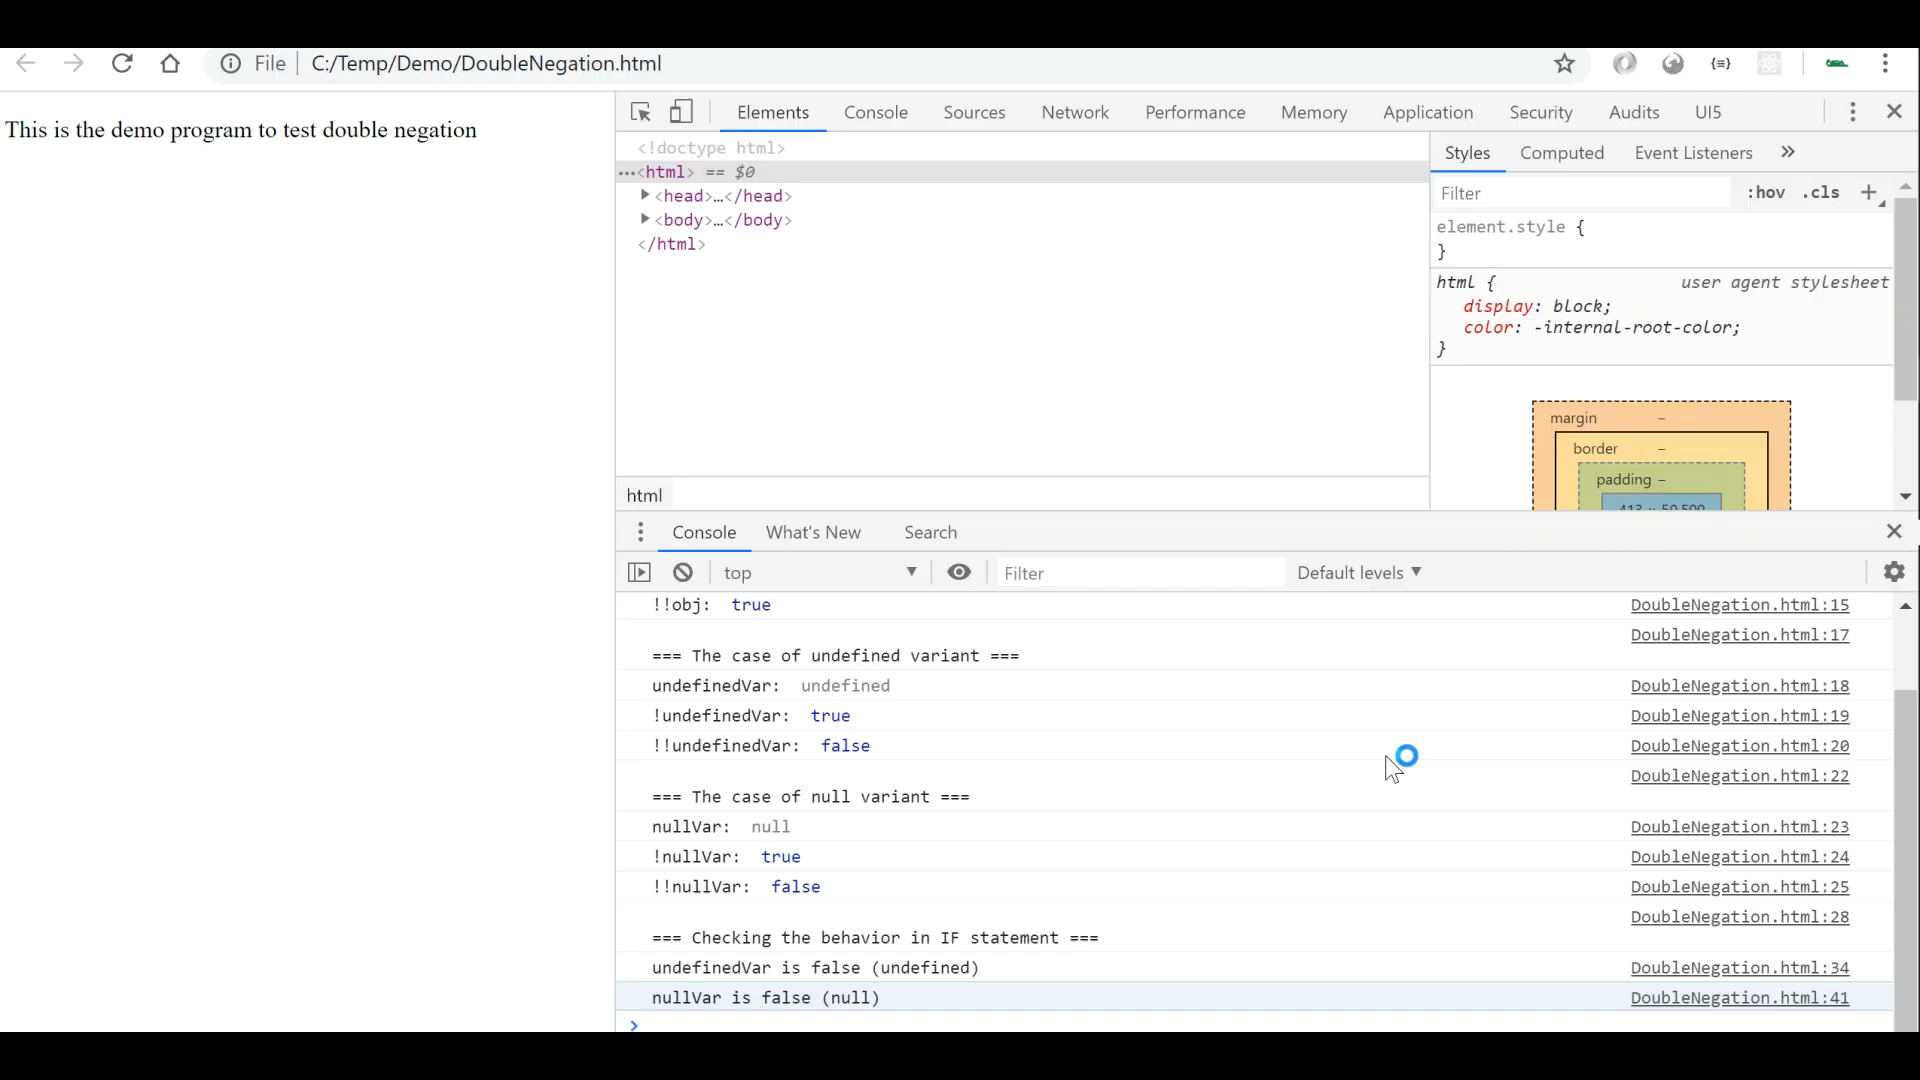 File C:/Temp/Demo/DoubleNegation.html
This is the demo program to test double negation
Elements Console Sources Network Performance Memory Application Security Audits UI5
<!doctype html>
…<html> == $0
<head>…</head>
<body>…</body>
</html>
html
Styles Computed Event Listeners »
Filter :hov .cls +
element.style {
}
html { user agent stylesheet
display: block;
color: -internal-root-color;
}
margin –
border –
padding –
Console What's New Search
top Filter Default levels
!!obj: true DoubleNegation.html:15
DoubleNegation.html:17
=== The case of undefined variant ===
undefinedVar: undefined DoubleNegation.html:18
!undefinedVar: true DoubleNegation.html:19
!!undefinedVar: false DoubleNegation.html:20
DoubleNegation.html:22
=== The case of null variant ===
nullVar: null DoubleNegation.html:23
!nullVar: true DoubleNegation.html:24
!!nullVar: false DoubleNegation.html:25
DoubleNegation.html:28
=== Checking the behavior in IF statement ===
undefinedVar is false (undefined) DoubleNegation.html:34
nullVar is false (null) DoubleNegation.html:41